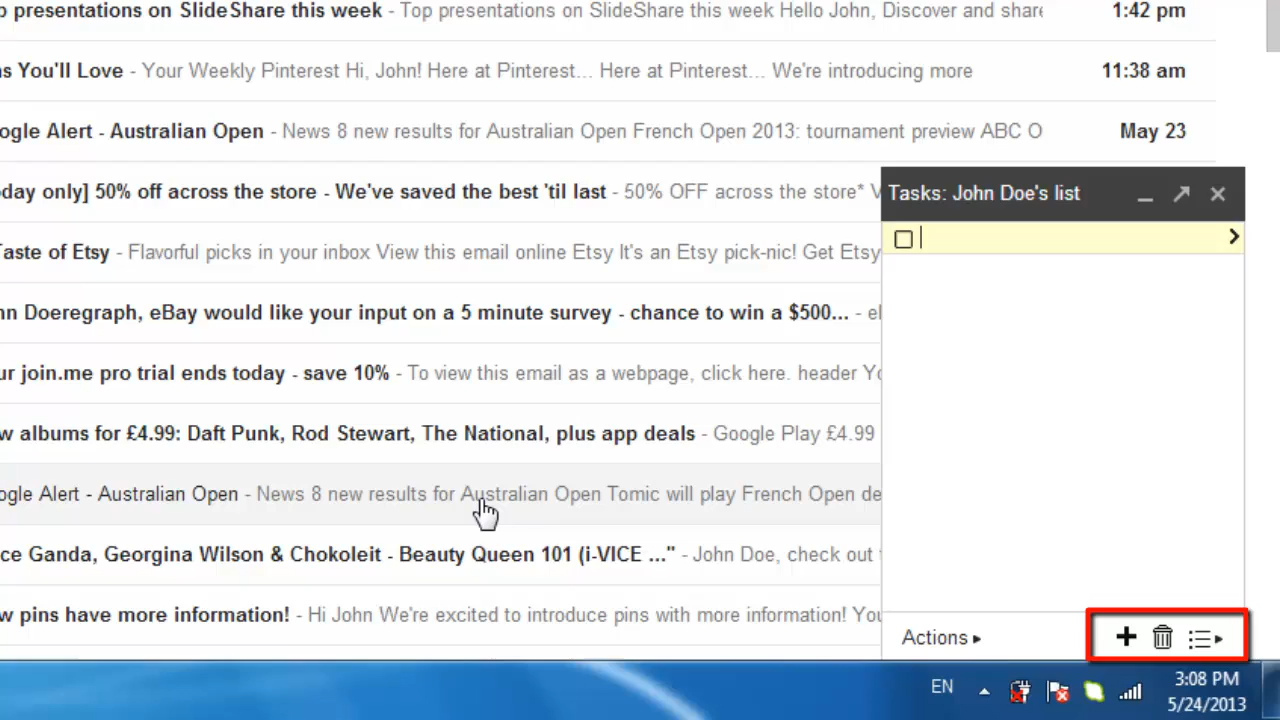 p presentations on SlideShare this week - Top presentations on SlideShare this week Hello John, Discover and share 1:42 pm
s You'll Love - Your Weekly Pinterest Hi, John! Here at Pinterest... Here at Pinterest... We're introducing more 11:38 am
ogle Alert - Australian Open - News 8 new results for Australian Open French Open 2013: tournament preview ABC O May 23
day only] 50% off across the store - We've saved the best 'til last - 50% OFF across the store* V
Taste of Etsy - Flavorful picks in your inbox View this email online Etsy It's an Etsy pick-nic! Get Etsy
hn Doeregraph, eBay would like your input on a 5 minute survey - chance to win a $500... - el
ur join.me pro trial ends today - save 10% - To view this email as a webpage, click here. header Yo
w albums for £4.99: Daft Punk, Rod Stewart, The National, plus app deals - Google Play £4.99
ogle Alert - Australian Open - News 8 new results for Australian Open Tomic will play French Open de
ce Ganda, Georgina Wilson & Chokoleit - Beauty Queen 101 (i-VICE ..." - John Doe, check out
w pins have more information! - Hi John We're excited to introduce pins with more information! You
Tasks: John Doe's list
Actions
EN
3:08 PM
5/24/2013